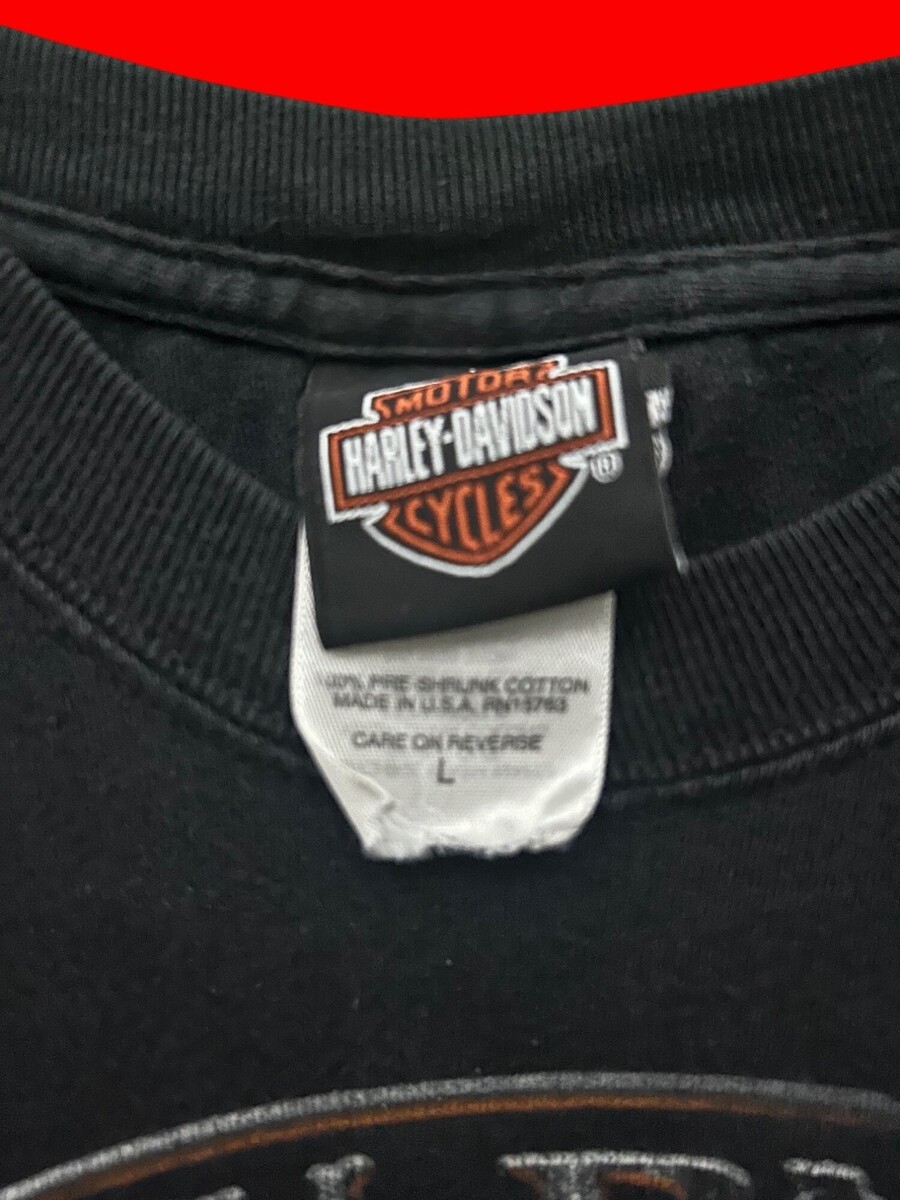 MOTOR
HARLEY-DAVIDSON
CYCLES
®
PRE-SHRUNK COTTON
MADE IN U.S.A. RN15763
CARE ON REVERSE
L